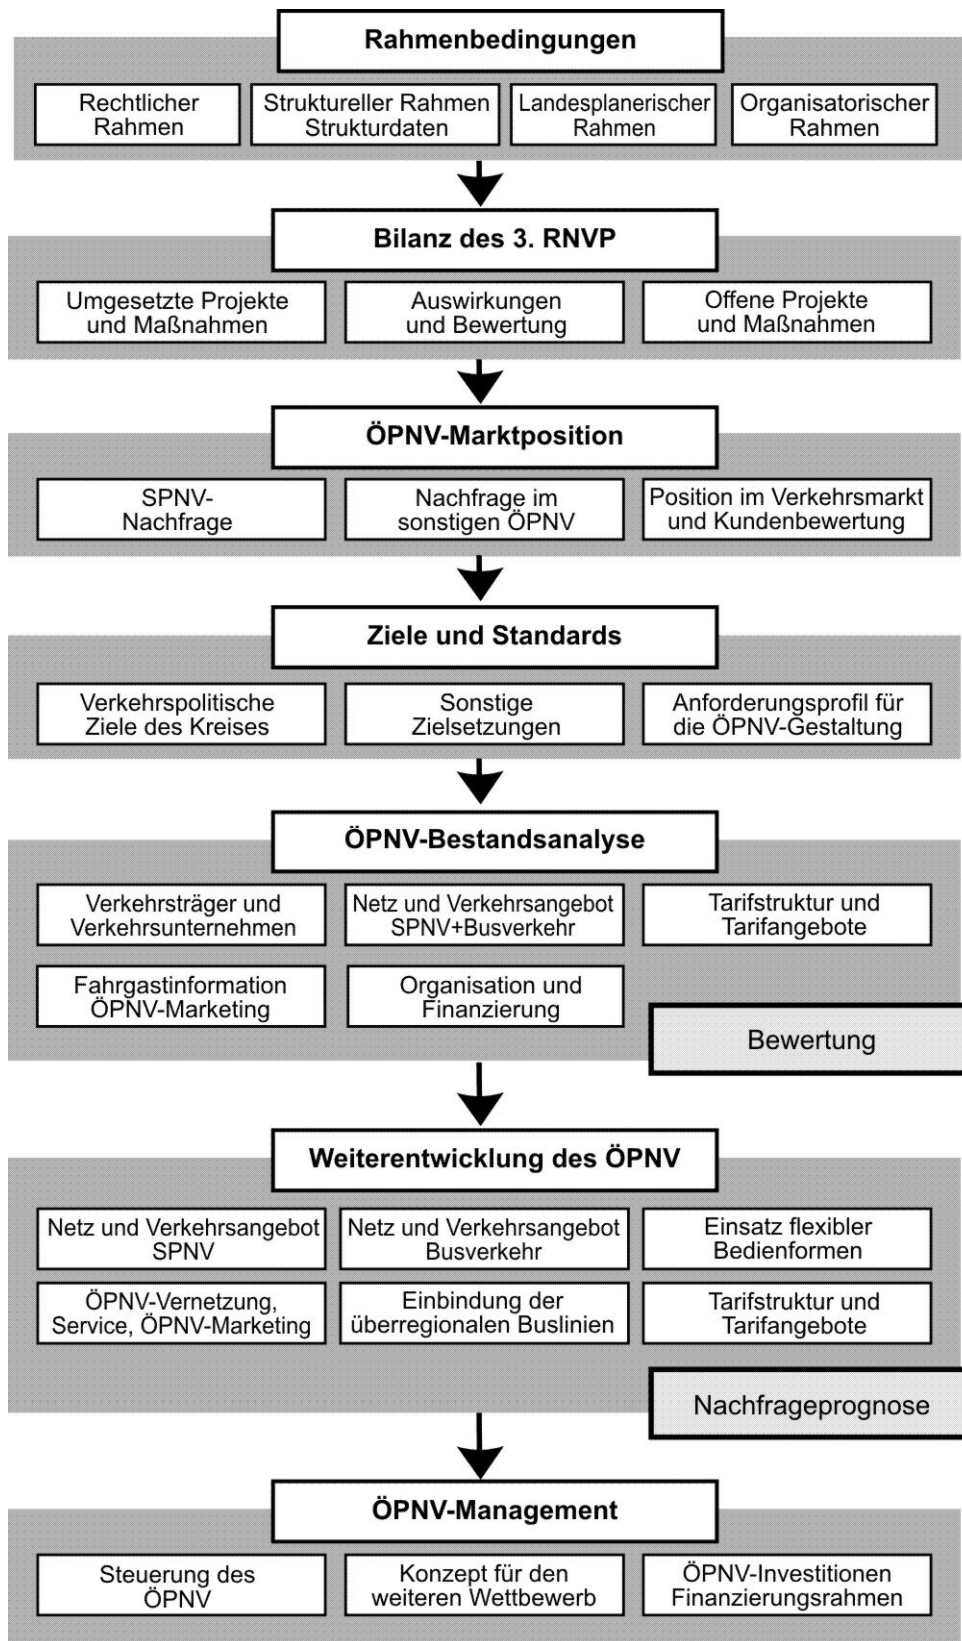 Rahmenbedingungen
Rechtlicher
Rahmen
Struktureller Rahmen
Strukturdaten
Landesplanerischer
Rahmen
Organisatorischer
Rahmen
Bilanz des 3. RNVP
Umgesetzte Projekte
und Maßnahmen
Auswirkungen
und Bewertung
Offene Projekte
und Maßnahmen
ÖPNV-Marktposition
SPNV-
Nachfrage
Nachfrage im
sonstigen ÖPNV
Position im Verkehrsmarkt
und Kundenbewertung
Ziele und Standards
Verkehrspolitische
Ziele des Kreises
Sonstige
Zielsetzungen
Anforderungsprofil für
die ÖPNV-Gestaltung
ÖPNV-Bestandsanalyse
Verkehrsträger und
Verkehrsunternehmen
Netz und Verkehrsangebot
SPNV+Busverkehr
Tarifstruktur und
Tarifangebote
Fahrgastinformation
ÖPNV-Marketing
Organisation und
Finanzierung
Bewertung
Weiterentwicklung des ÖPNV
Netz und Verkehrsangebot
SPNV
Netz und Verkehrsangebot
Busverkehr
Einsatz flexibler
Bedienformen
ÖPNV-Vernetzung,
Service, ÖPNV-Marketing
Einbindung der
überregionalen Buslinien
Tarifstruktur und
Tarifangebote
Nachfrageprognose
ÖPNV-Management
Steuerung des
ÖPNV
Konzept für den
weiteren Wettbewerb
ÖPNV-Investitionen
Finanzierungsrahmen